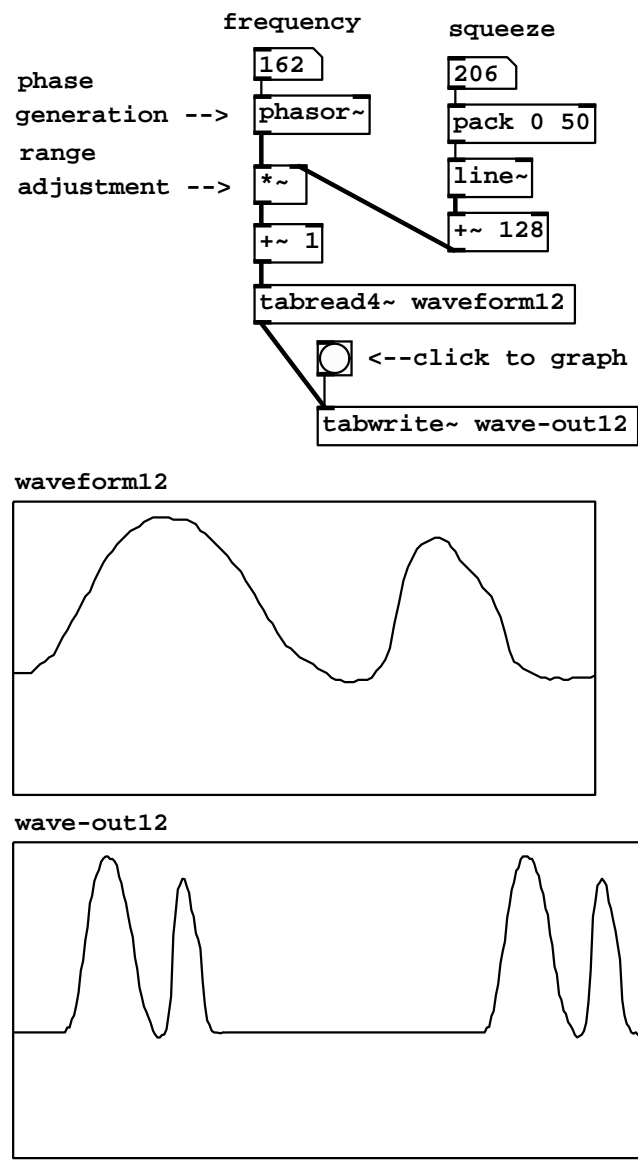 frequency
squeeze
162
206
phase
generation -->
phasor~
pack 0 50
range
adjustment -->
*~
line~
+~ 1
+~ 128
tabread4~ waveform12
<--click to graph
tabwrite~ wave-out12
waveform12
wave-out12